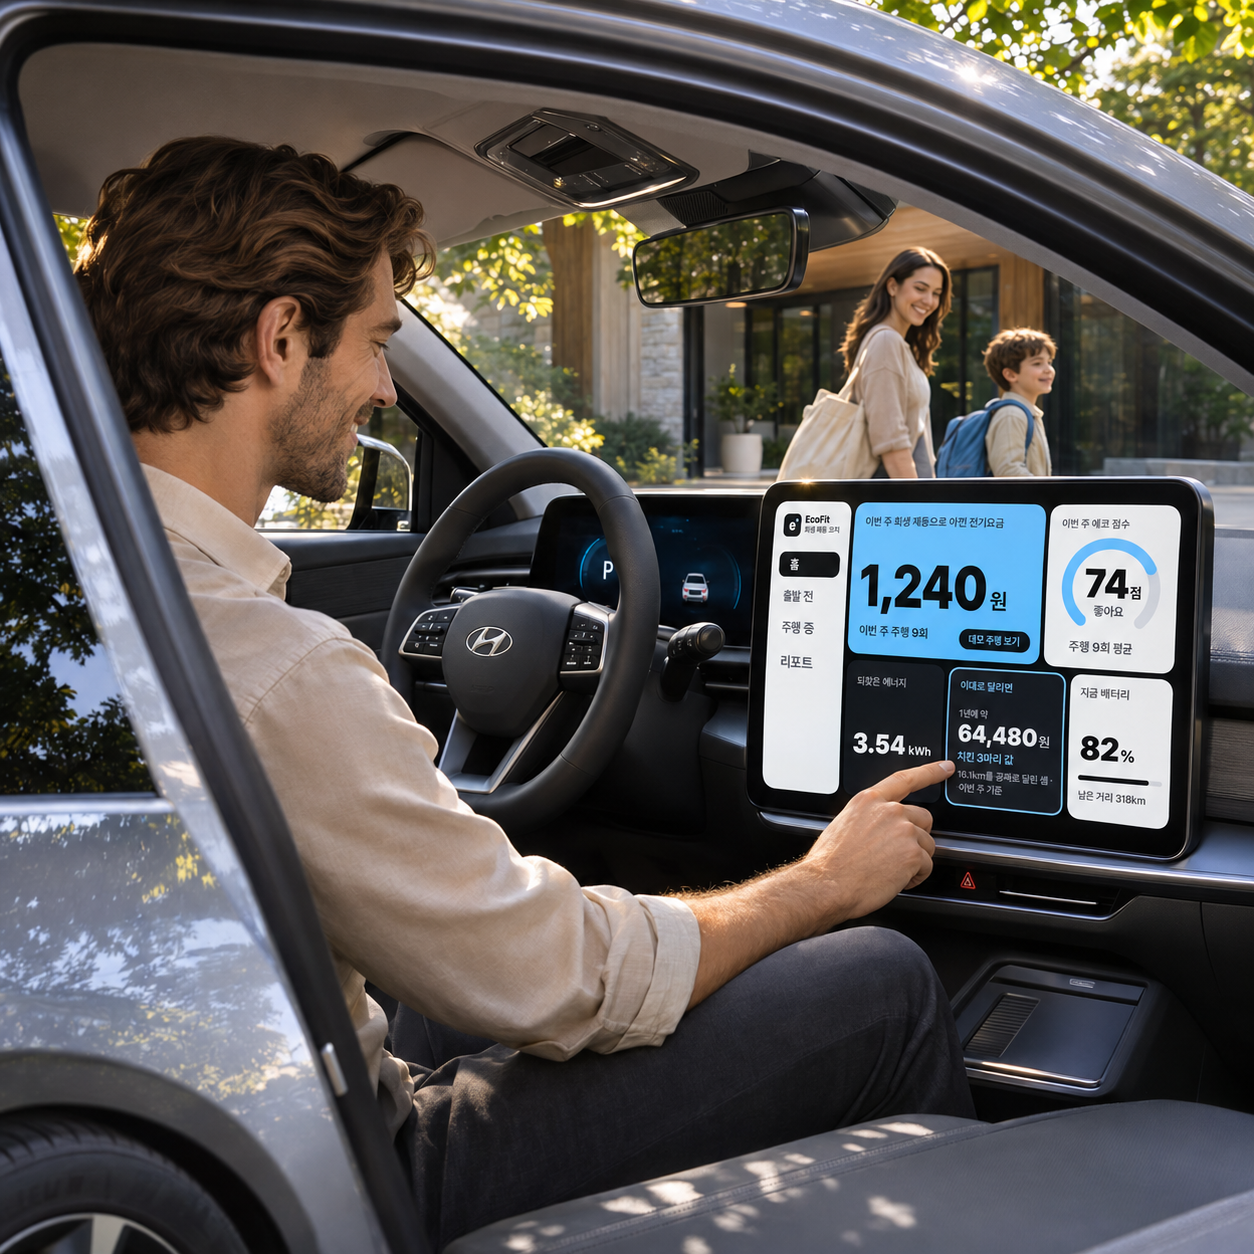 P
EcoFit
회생 제동 코치
홈
출발 전
주행 중
리포트
이번 주 회생 제동으로 아낀 전기요금
1,240원
이번 주 주행 9회
데모 주행 보기
이번 주 에코 점수
74점
좋아요
주행 9회 평균
되찾은 에너지
3.54 kWh
이대로 달리면
1년에 약
64,480원
치킨 3마리 값
16.1km를 공짜로 달린 셈 ·
이번 주 기준
지금 배터리
82%
남은 거리 318km